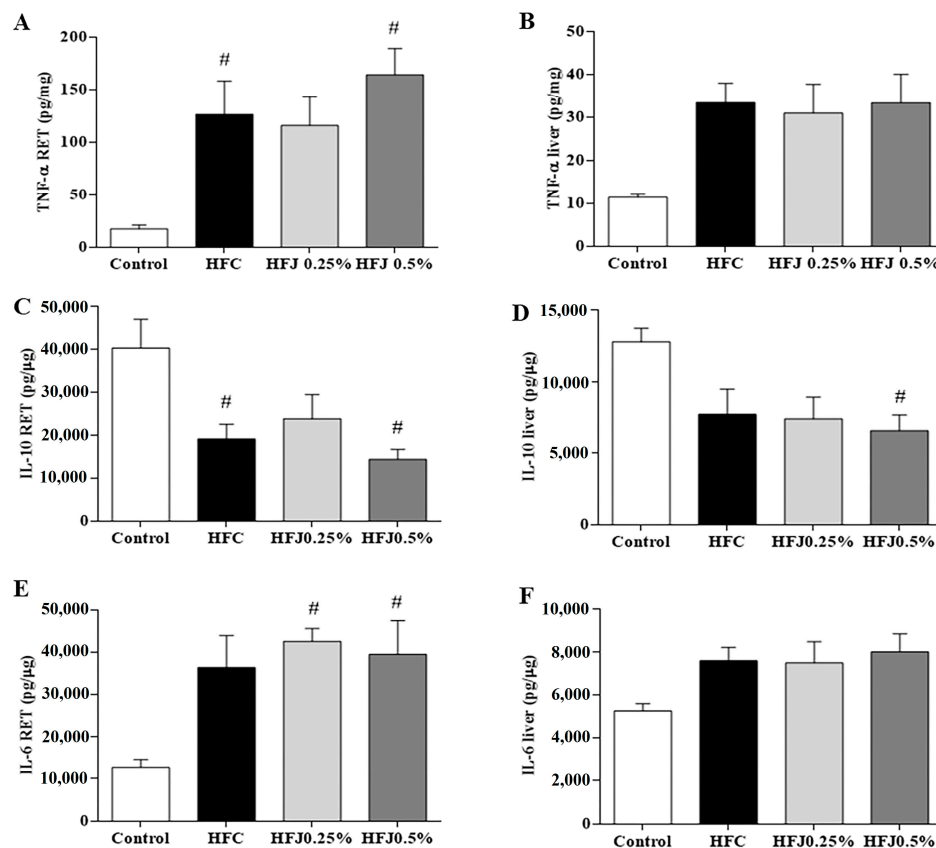 A
TNF-α RET (pg/mg)
200
150
100
50
0
#
#
Control HFC HFJ 0.25% HFJ 0.5%
B
TNF-α liver (pg/mg)
50
40
30
20
10
0
Control HFC HFJ 0.25% HFJ 0.5%
C
IL-10 RET (pg/μg)
50,000
40,000
30,000
20,000
10,000
0
#
#
Control HFC HFJ0.25% HFJ0.5%
D
IL-10 liver (pg/μg)
15,000
10,000
5,000
0
#
Control HFC HFJ0.25% HFJ0.5%
E
IL-6 RET (pg/μg)
50,000
40,000
30,000
20,000
10,000
0
#
#
Control HFC HFJ0.25% HFJ0.5%
F
IL-6 liver (pg/μg)
10,000
8,000
6,000
4,000
2,000
0
Control HFC HFJ0.25% HFJ0.5%